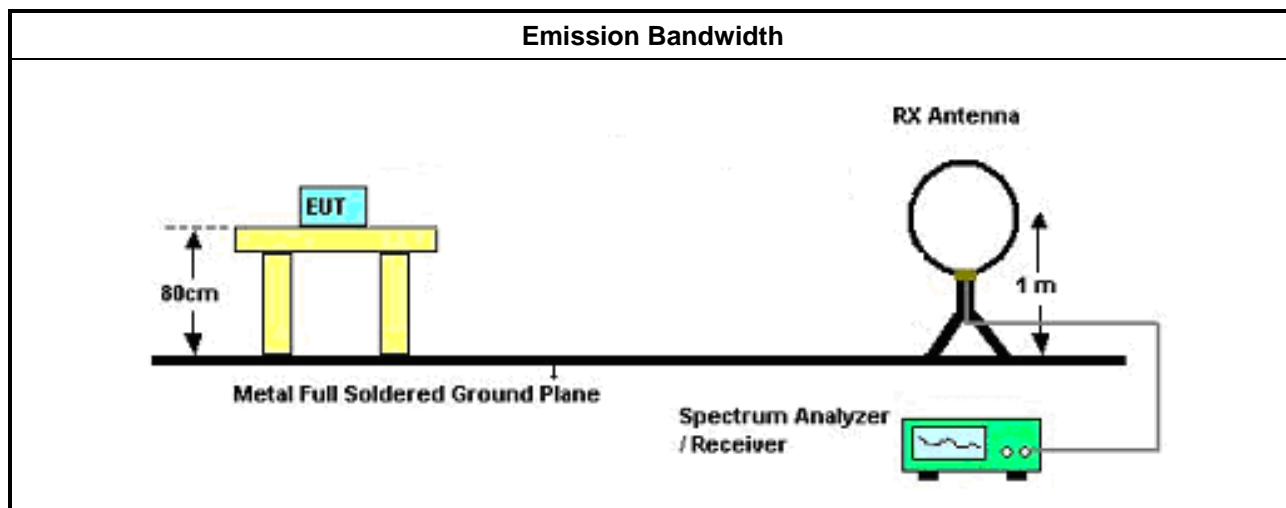 Emission Bandwidth
RX Antenna
EUT
80cm
1 m
Metal Full Soldered Ground Plane
Spectrum Analyzer
/ Receiver